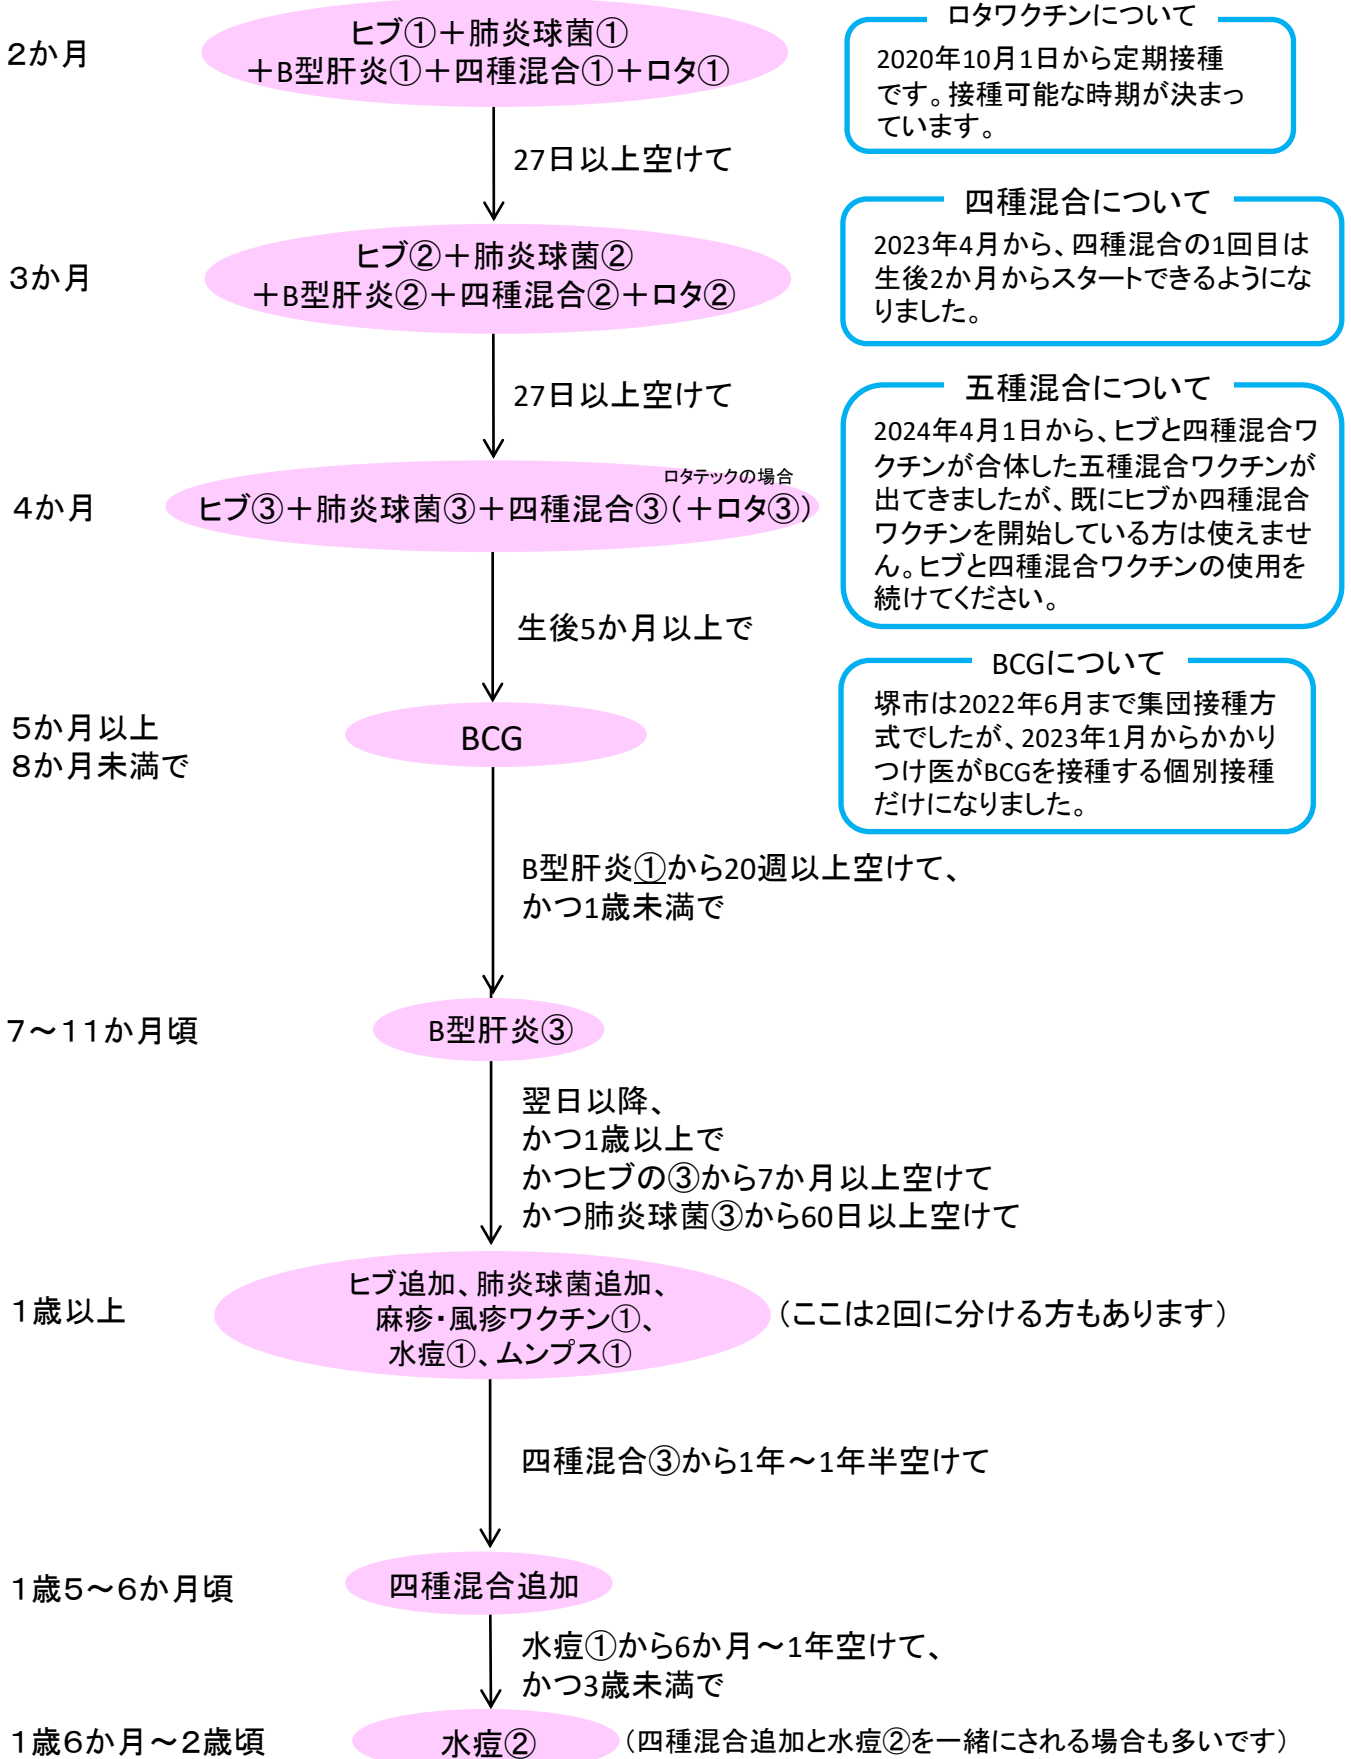 2か月
ヒブ①＋肺炎球菌①
＋B型肝炎①＋四種混合①＋ロタ①
ロタワクチンについて
2020年10月1日から定期接種
です。接種可能な時期が決まっ
ています。
27日以上空けて
四種混合について
2023年4月から、四種混合の1回目は
生後2か月からスタートできるようにな
りました。
3か月
ヒブ②＋肺炎球菌②
＋B型肝炎②＋四種混合②＋ロタ②
27日以上空けて
五種混合について
2024年4月1日から、ヒブと四種混合ワ
クチンが合体した五種混合ワクチンが
出てきましたが、既にヒブか四種混合
ワクチンを開始している方は使えませ
ん。ヒブと四種混合ワクチンの使用を
続けてください。
4か月
ロタテックの場合
ヒブ③＋肺炎球菌③＋四種混合③（＋ロタ③）
生後5か月以上で
BCGについて
堺市は2022年6月まで集団接種方
式でしたが、2023年1月からかかり
つけ医がBCGを接種する個別接種
だけになりました。
5か月以上
8か月未満で
BCG
B型肝炎①から20週以上空けて、
かつ1歳未満で
7～11か月頃
B型肝炎③
翌日以降、
かつ1歳以上で
かつヒブの③から7か月以上空けて
かつ肺炎球菌③から60日以上空けて
1歳以上
ヒブ追加、肺炎球菌追加、
麻疹・風疹ワクチン①、
水痘①、ムンプス①
（ここは2回に分ける方もあります）
四種混合③から1年～1年半空けて
1歳5～6か月頃
四種混合追加
水痘①から6か月～1年空けて、
かつ3歳未満で
1歳6か月～2歳頃
水痘②
（四種混合追加と水痘②を一緒にされる場合も多いです）